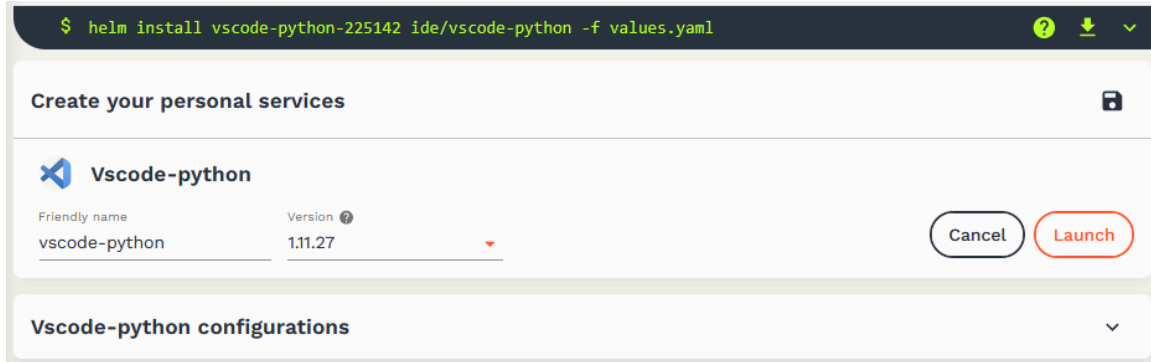 $ helm install vscode-python-225142 ide/vscode-python -f values.yaml
Create your personal services
Vscode-python
Friendly name
Version
vscode-python
1.11.27
Cancel
Launch
Vscode-python configurations